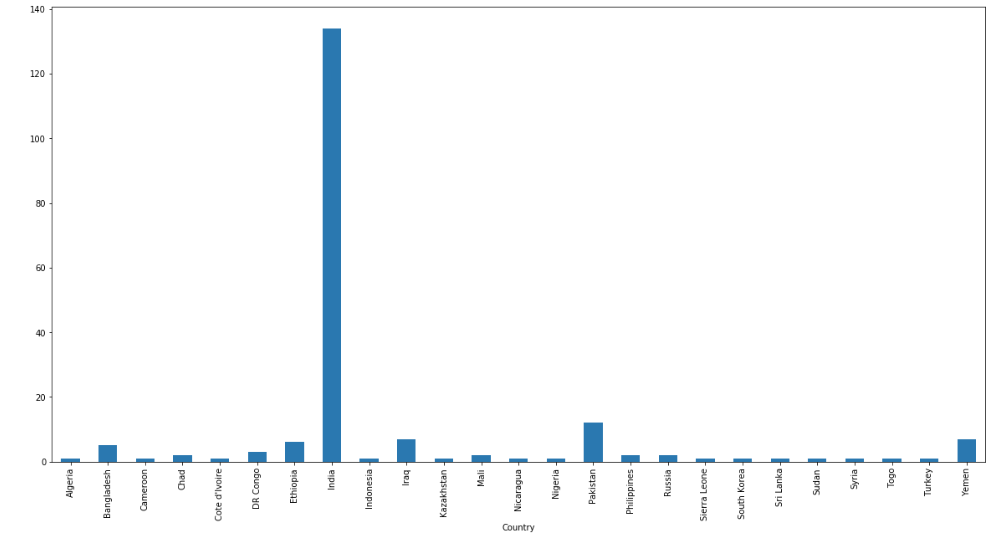 140
120
100
80
60
40
20
0
Algeria
Bangladesh
Cameroon
Chad
Cote d'Ivoire
DR Congo
Ethiopia
India
Indonesia
Iraq
Kazakhstan
Mali
Nicaragua
Nigeria
Pakistan
Philippines
Russia
Sierra Leone
South Korea
Sri Lanka
Sudan
Syria
Togo
Turkey
Yemen
Country